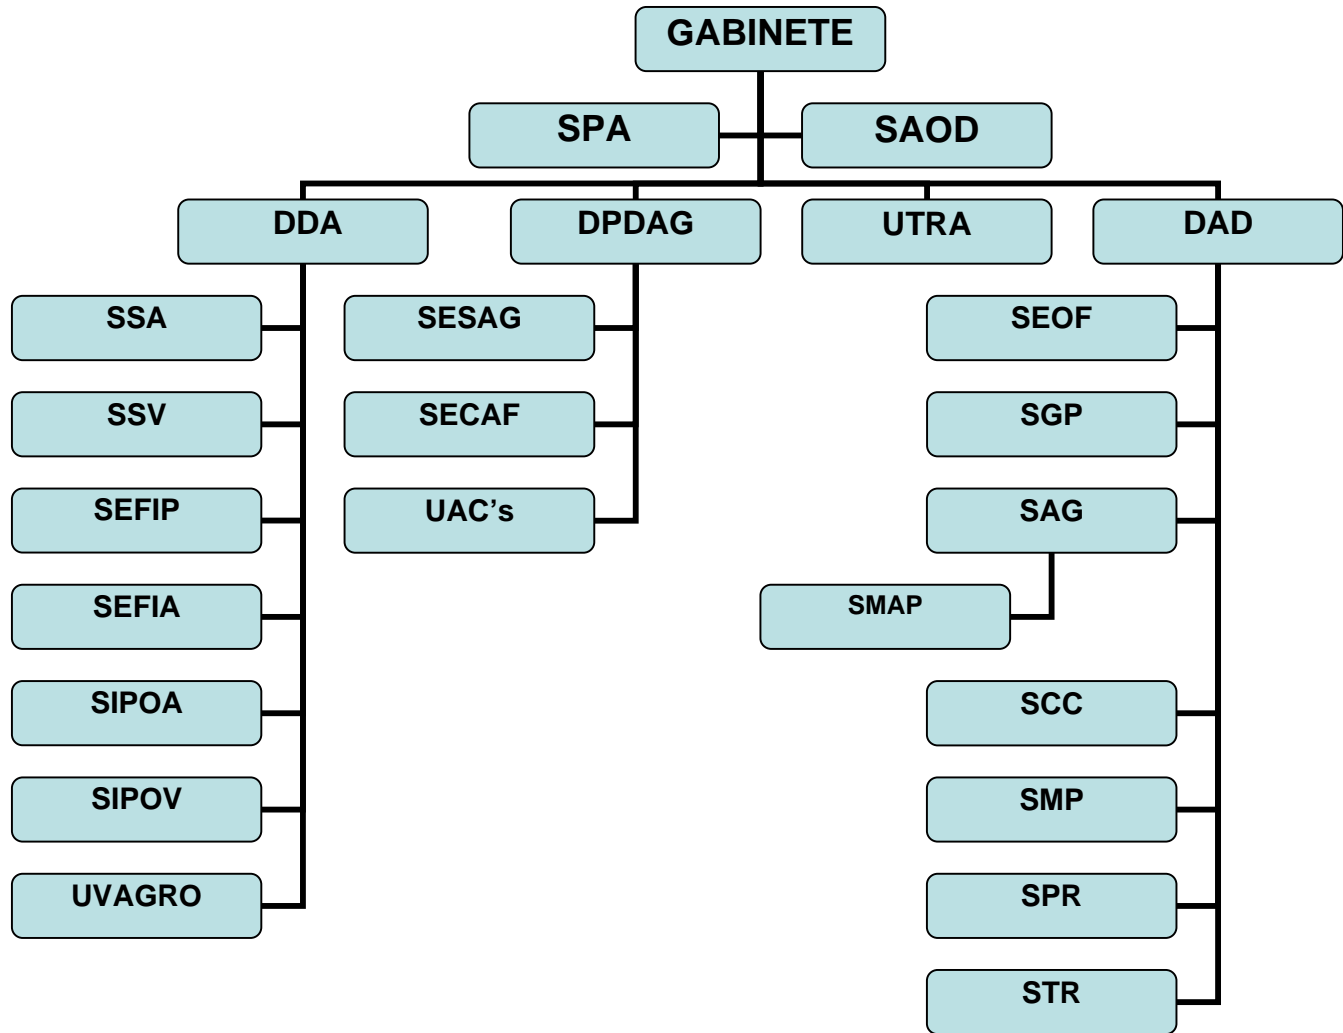 GABINETE
SPA
SAOD
DDA
DPDAG
UTRA
DAD
SSA
SESAG
SEOF
SSV
SECAF
SGP
SEFIP
UAC’s
SAG
SEFIA
SMAP
SIPOA
SCC
SIPOV
SMP
UVAGRO
SPR
STR